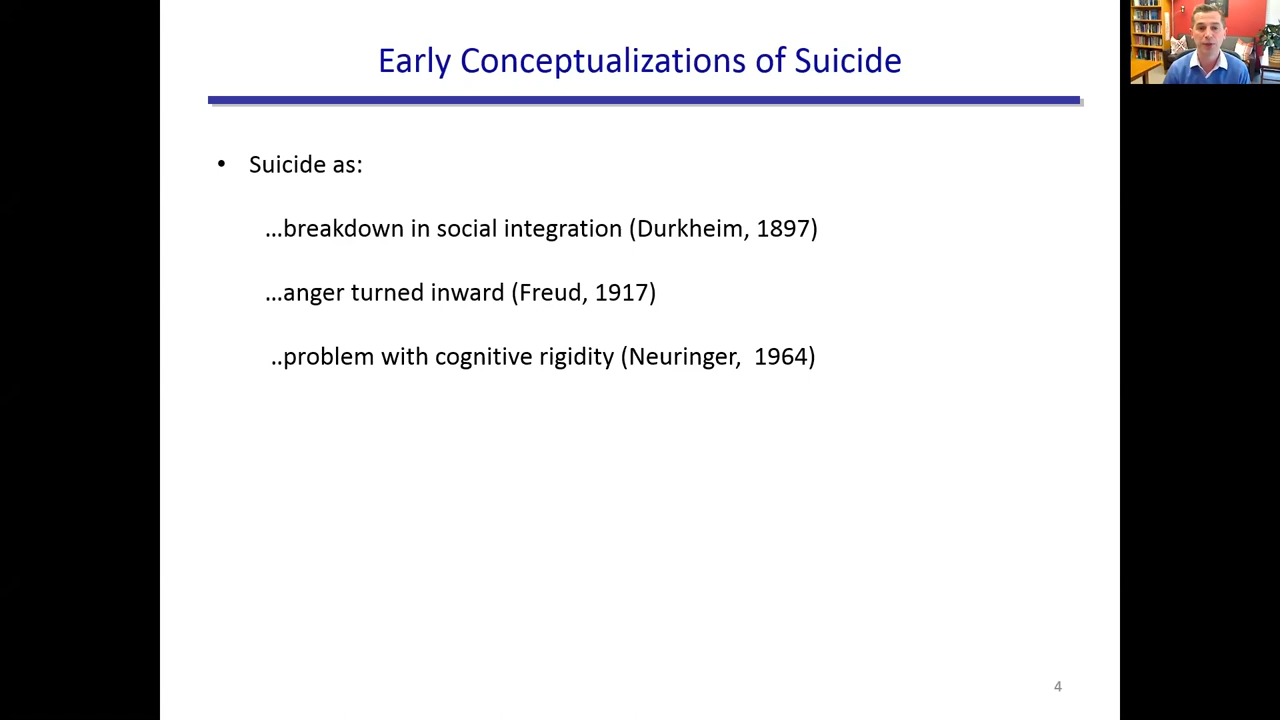 Early Conceptualizations of Suicide
• Suicide as:
...breakdown in social integration (Durkheim, 1897)
...anger turned inward (Freud, 1917)
..problem with cognitive rigidity (Neuringer,  1964)
4